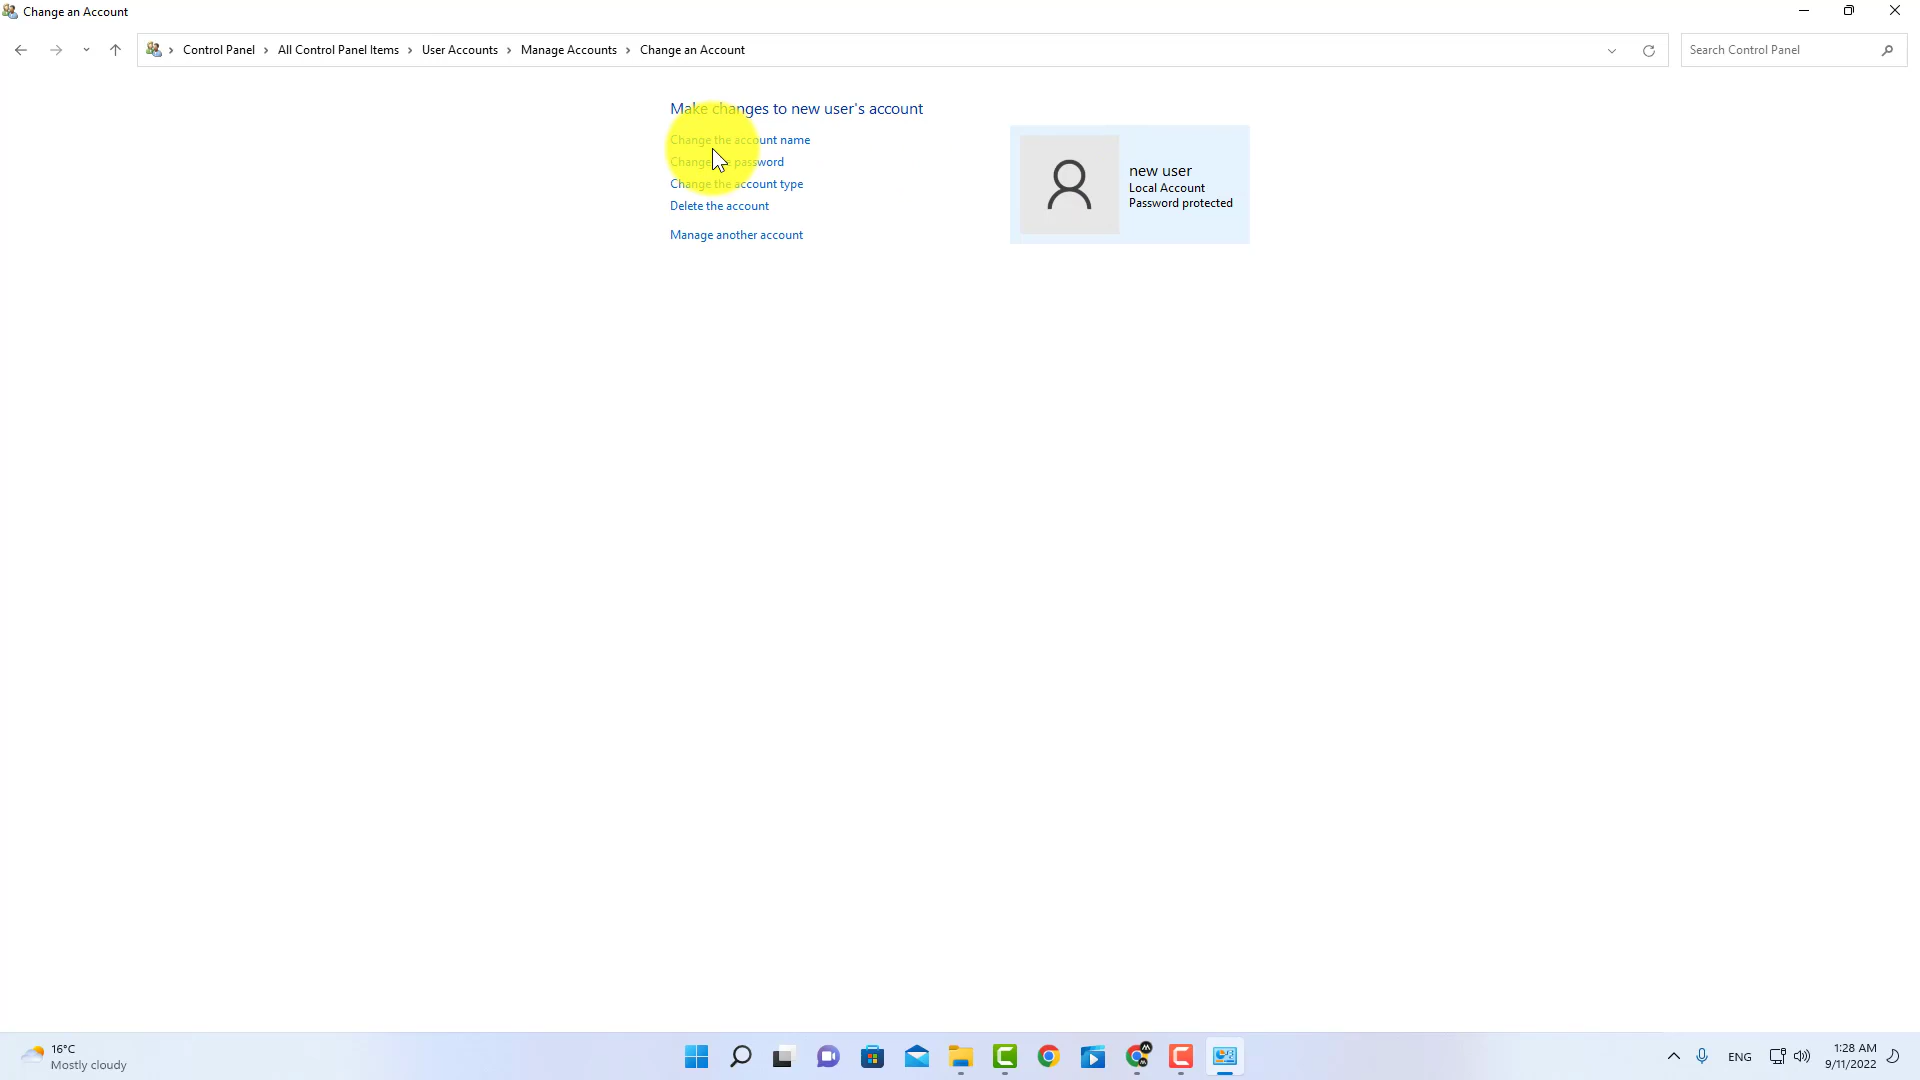 Change an Account
Control Panel > All Control Panel Items > User Accounts > Manage Accounts > Change an Account
Search Control Panel
Make changes to new user's account
Change the account name
Change the password
Change the account type
Delete the account
Manage another account
new user
Local Account
Password protected
16°C
Mostly cloudy
ENG
1:28 AM
9/11/2022